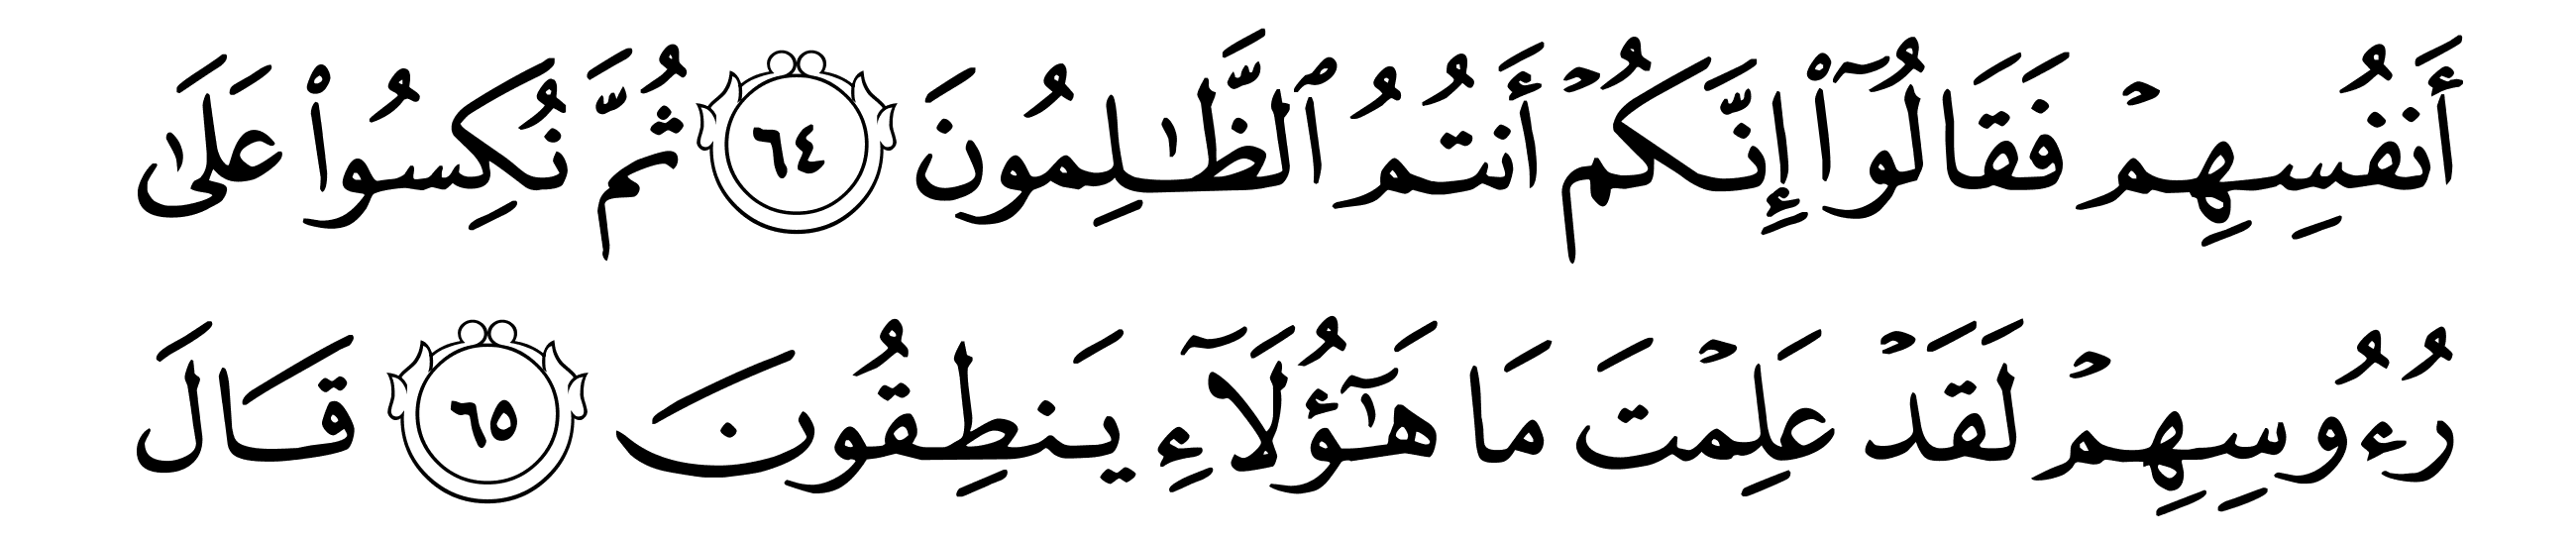 أَنفُسِهِمۡ فَقَالُوٓاْ إِنَّكُمۡ أَنتُمُ ٱلظَّـٰلِمُونَ ٦٤ ثُمَّ نُكِسُواْ عَلَىٰ
رُءُوسِهِمۡ لَقَدۡ عَلِمۡتَ مَا هَـٰٓؤُلَآءِ يَنطِقُونَ ٦٥ قَالَ